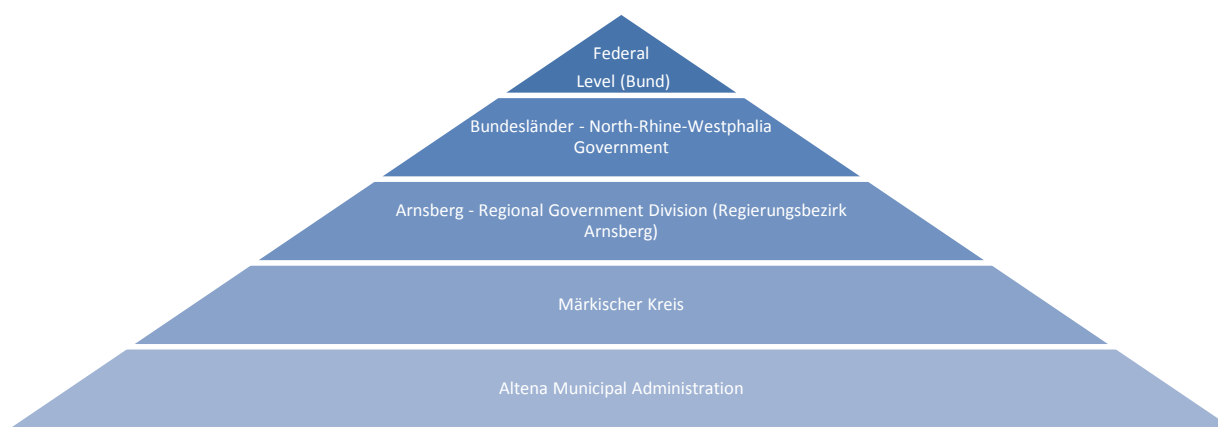 Federal
Level (Bund)
Bundesländer - North-Rhine-Westphalia
Government
Arnsberg - Regional Government Division (Regierungsbezirk
Arnsberg)
Märkischer Kreis
Altena Municipal Administration